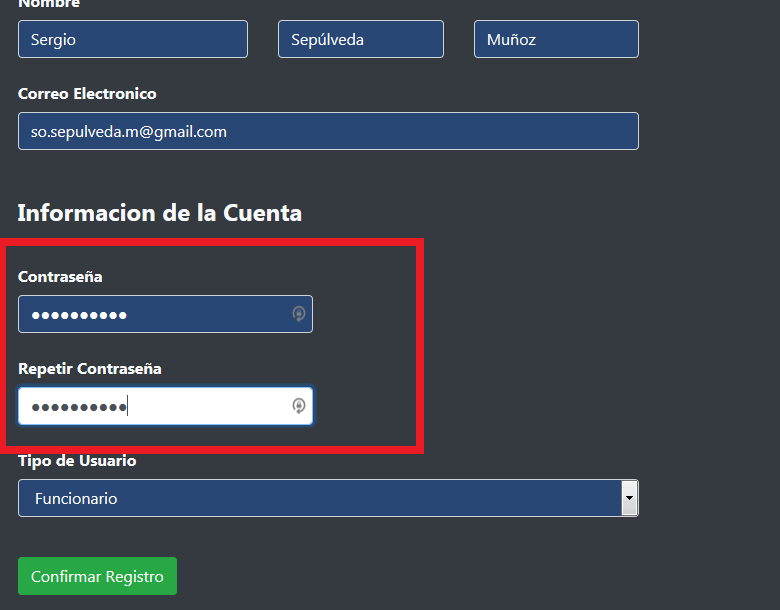 Nombre
Sergio Sepúlveda Muñoz
Correo Electronico
so.sepulveda.m@gmail.com
Informacion de la Cuenta
Contraseña
●●●●●●●●●●
Repetir Contraseña
●●●●●●●●●●
Tipo de Usuario
Funcionario
Confirmar Registro